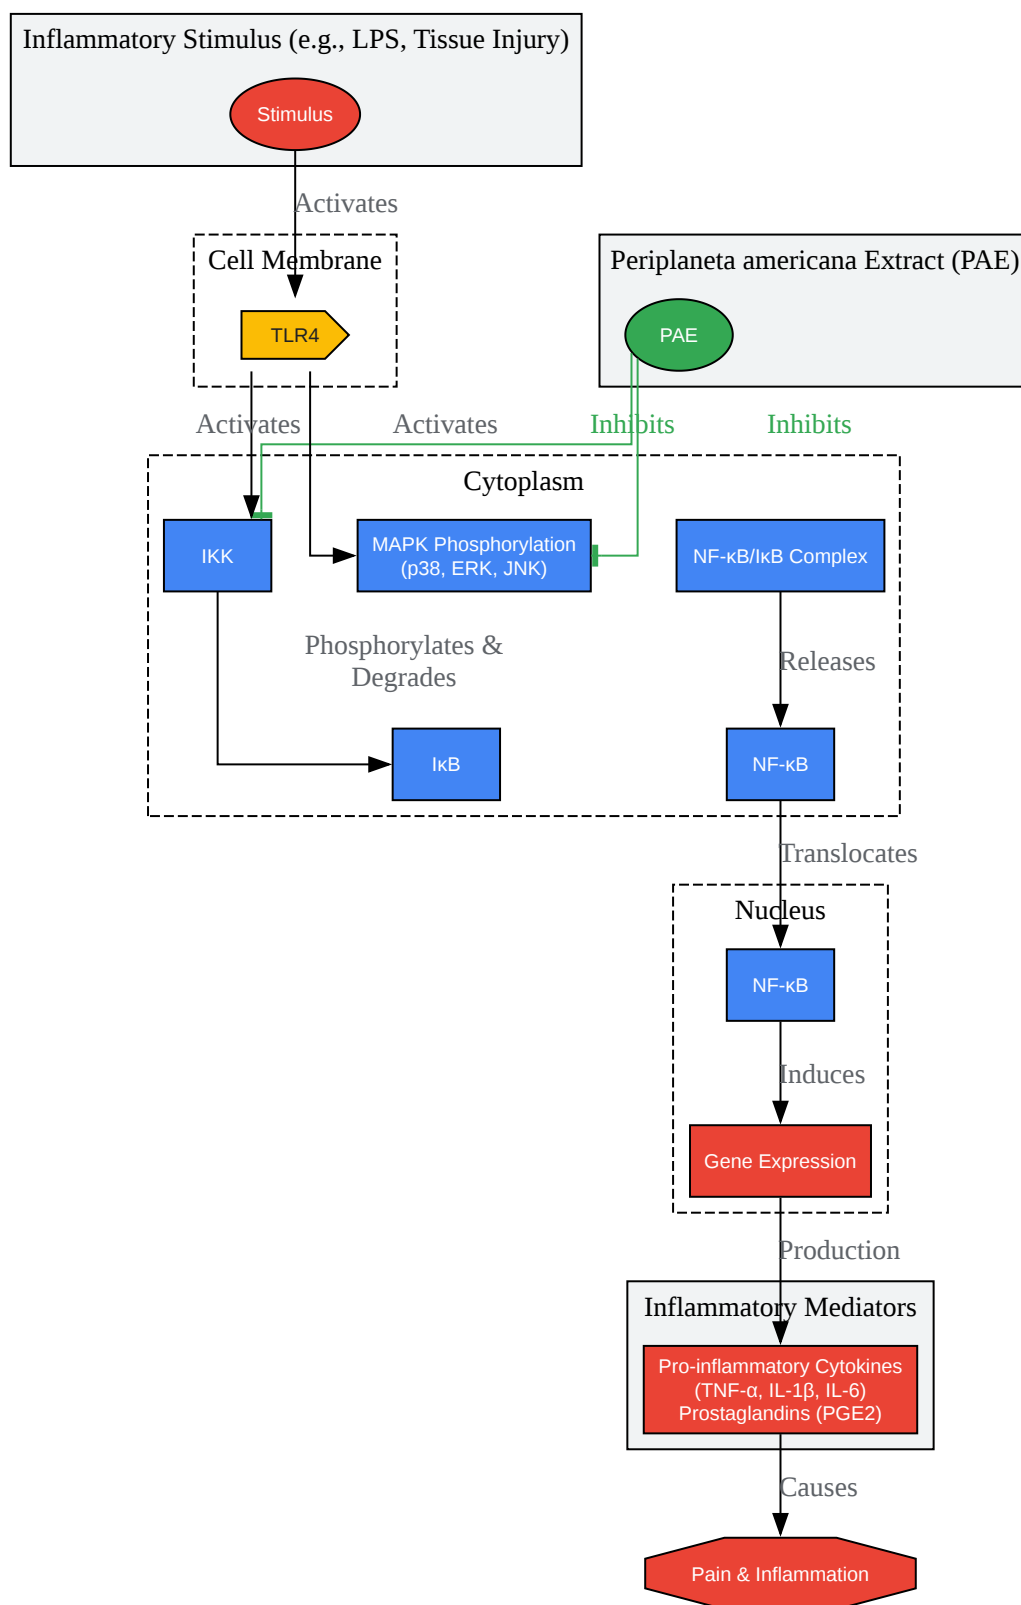 Inflammatory Stimulus (e.g., LPS, Tissue Injury)
Stimulus
Activates
Cell Membrane
Periplaneta americana Extract (PAE)
TLR4
PAE
Activates
Activates
Inhibits
Inhibits
Cytoplasm
IKK
MAPK Phosphorylation
(p38, ERK, JNK)
NF-κB/IκB Complex
Phosphorylates &
Degrades
Releases
IκB
NF-κB
Translocates
Nucleus
NF-κB
Induces
Gene Expression
Production
Inflammatory Mediators
Pro-inflammatory Cytokines
(TNF-α, IL-1β, IL-6)
Prostaglandins (PGE2)
Causes
Pain & Inflammation